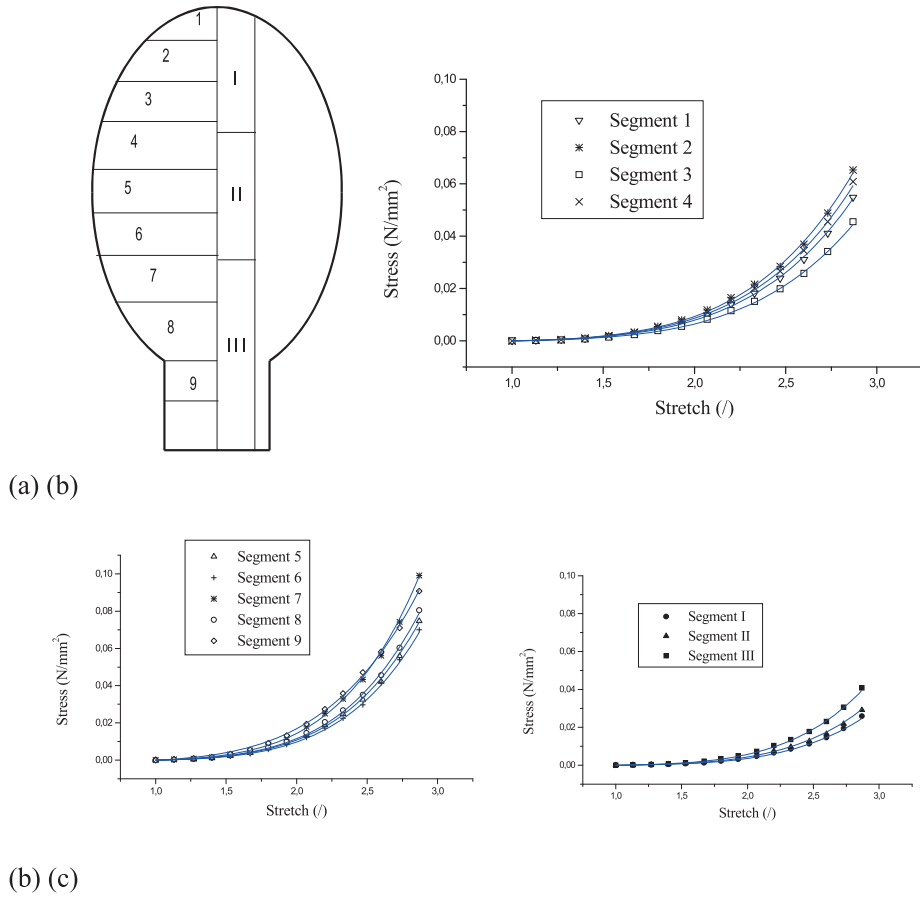 1
2
3
4
5
6
7
8
9
I
II
III
0,10
0,08
0,06
0,04
0,02
0,00
Stress (N/mm²)
Segment 1
Segment 2
Segment 3
Segment 4
1,0 1,5 2,0 2,5 3,0
Stretch (/)
(a) (b)
0,10
0,08
0,06
0,04
0,02
0,00
Stress (N/mm²)
Segment 5
Segment 6
Segment 7
Segment 8
Segment 9
1,0 1,5 2,0 2,5 3,0
Stretch (/)
0,10
0,08
0,06
0,04
0,02
0,00
Stress (N/mm²)
Segment I
Segment II
Segment III
1,0 1,5 2,0 2,5 3,0
Stretch (/)
(b) (c)